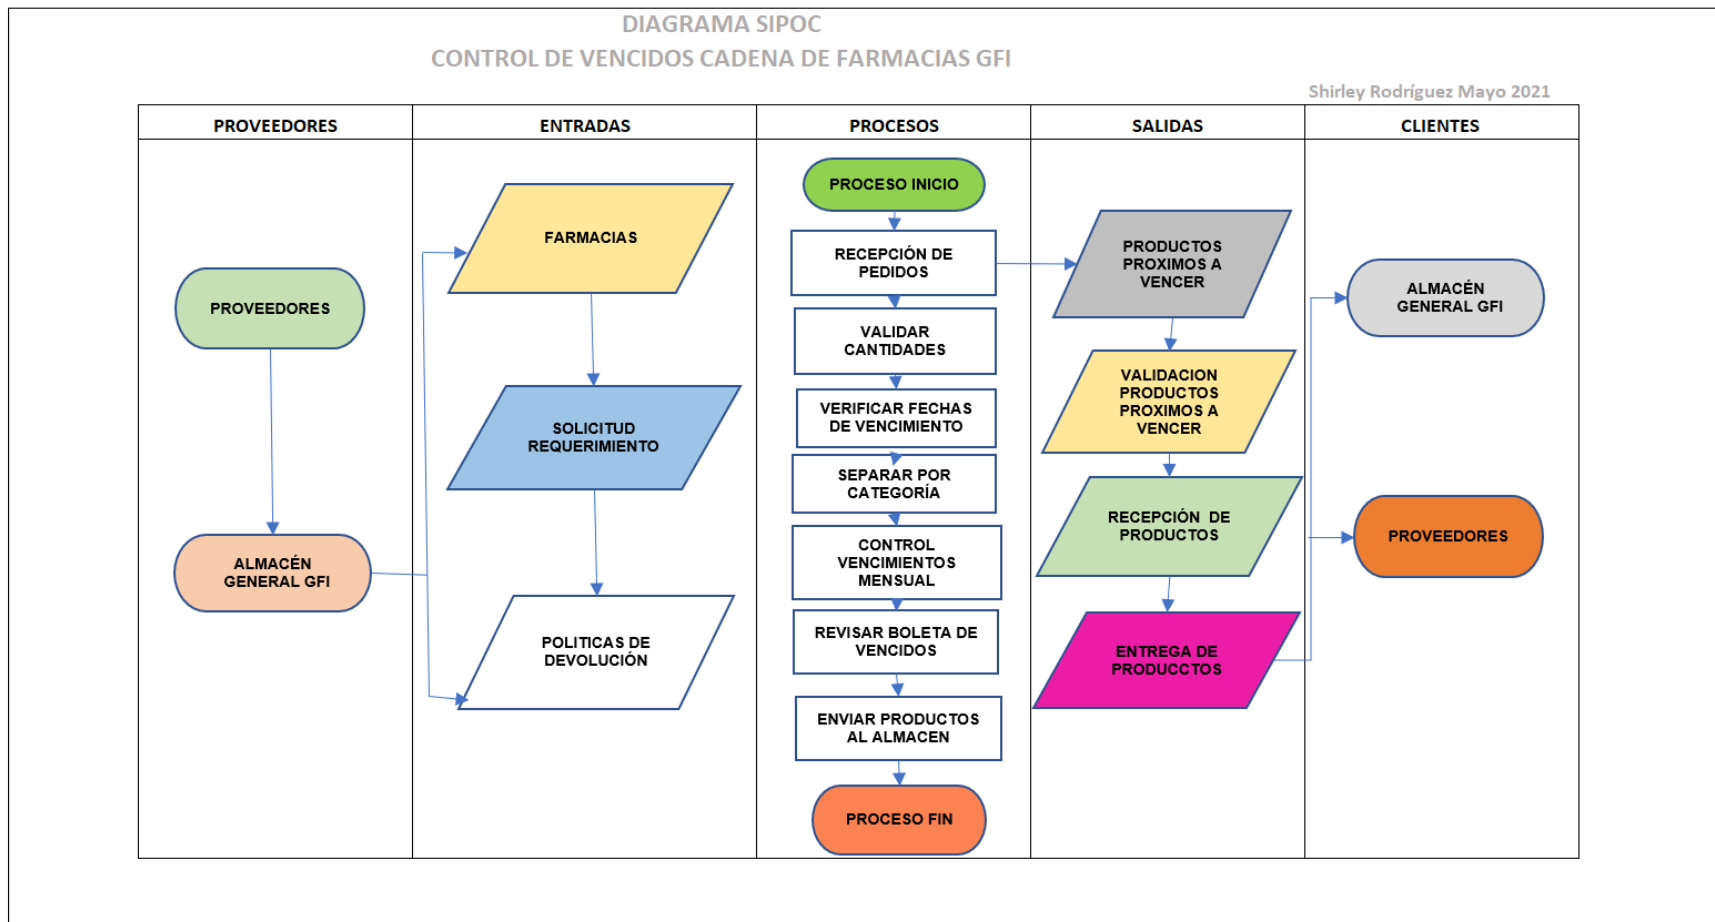 DIAGRAMA SIPOC
CONTROL DE VENCIDOS CADENA DE FARMACIAS GFI
Shirley Rodríguez Mayo 2021
PROVEEDORES
ENTRADAS
PROCESOS
SALIDAS
CLIENTES
PROVEEDORES
ALMACÉN
GENERAL GFI
FARMACIAS
SOLICITUD
REQUERIMIENTO
POLITICAS DE
DEVOLUCIÓN
PROCESO INICIO
RECEPCIÓN DE
PEDIDOS
VALIDAR
CANTIDADES
VERIFICAR FECHAS
DE VENCIMIENTO
SEPARAR POR
CATEGORÍA
CONTROL
VENCIMIENTOS
MENSUAL
REVISAR BOLETA DE
VENCIDOS
ENVIAR PRODUCTOS
AL ALMACEN
PROCESO FIN
PRODUCTOS
PROXIMOS A
VENCER
VALIDACION
PRODUCTOS
PROXIMOS A
VENCER
RECEPCIÓN DE
PRODUCTOS
ENTREGA DE
PRODUCCTOS
ALMACÉN
GENERAL GFI
PROVEEDORES